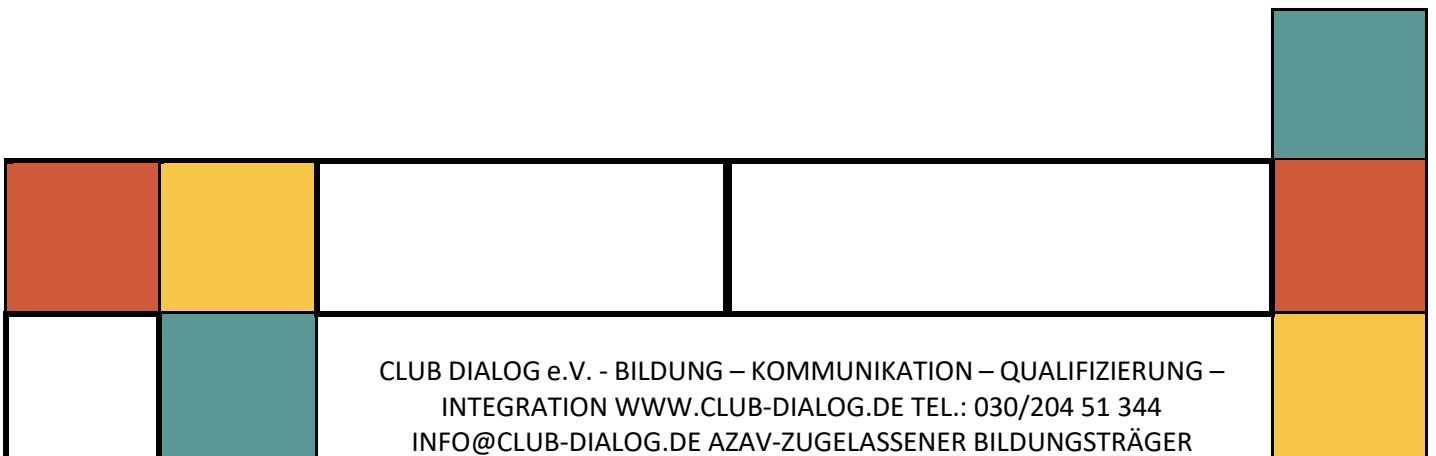 CLUB DIALOG e.V. - BILDUNG – KOMMUNIKATION – QUALIFIZIERUNG –
INTEGRATION WWW.CLUB-DIALOG.DE TEL.: 030/204 51 344
INFO@CLUB-DIALOG.DE AZAV-ZUGELASSENER BILDUNGSTRÄGER